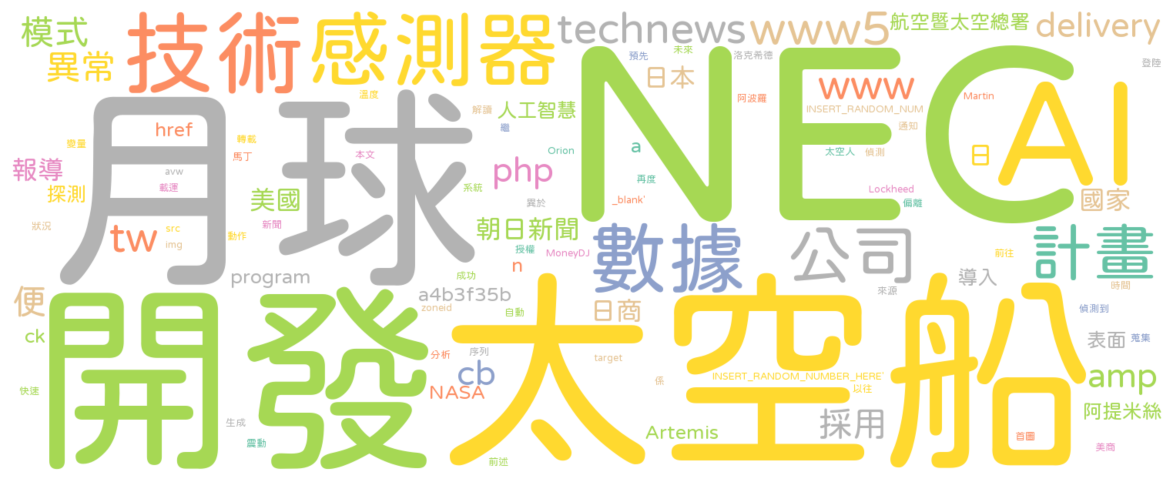 模式
技術
感測器
technews
www5
航空暨太空總署
delivery
異常
日本
預先
未來
洛克希德
登陸
NEC
AI
www
溫度
解讀
人工智慧
阿波羅
INSERT_RANDOM_NUM
Martin
月球
href
變量
轉載
馬丁
本文
繼
Orion
a
太空人
偵測
通知
日
報導
avw
載運
php
系統
再度
Lockheed
偏離
國家
探測
美國
異於
_blank'
狀況
tw
src
img
動作
新聞
朝日新聞
授權
MoneyDJ
數據
公司
計畫
前往
n
program
成功
a4b3f35b
zoneid
自動
日商
來源
導入
時間
便
ck
開發
太空船
序列
分析
cb
target
係
偵測到
表面
蒐集
INSERT_RANDOM_NUMBER_HERE'
以往
amp
快速
NASA
採用
阿提米絲
生成
震動
Artemis
首圖
美商
前述